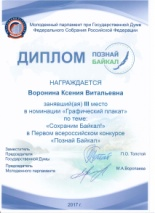 Молодежный парламент при Государственной Думе
Федерального Собрания Российской Федерации
ДИПЛОМ
ПОЗНАЙ
БАЙКАЛ
НАГРАЖДАЕТСЯ
Воронина Ксения Витальевна
занявший(ая) III место
в номинации «Графический плакат»
по теме:
«Сохраним Байкал!»
в Первом всероссийском конкурсе
«Познай Байкал»
Заместитель
Председателя
Государственной Думы
П.О. Толстой
Председатель
Молодежного парламента
М.А. Воропаева
2017 г.